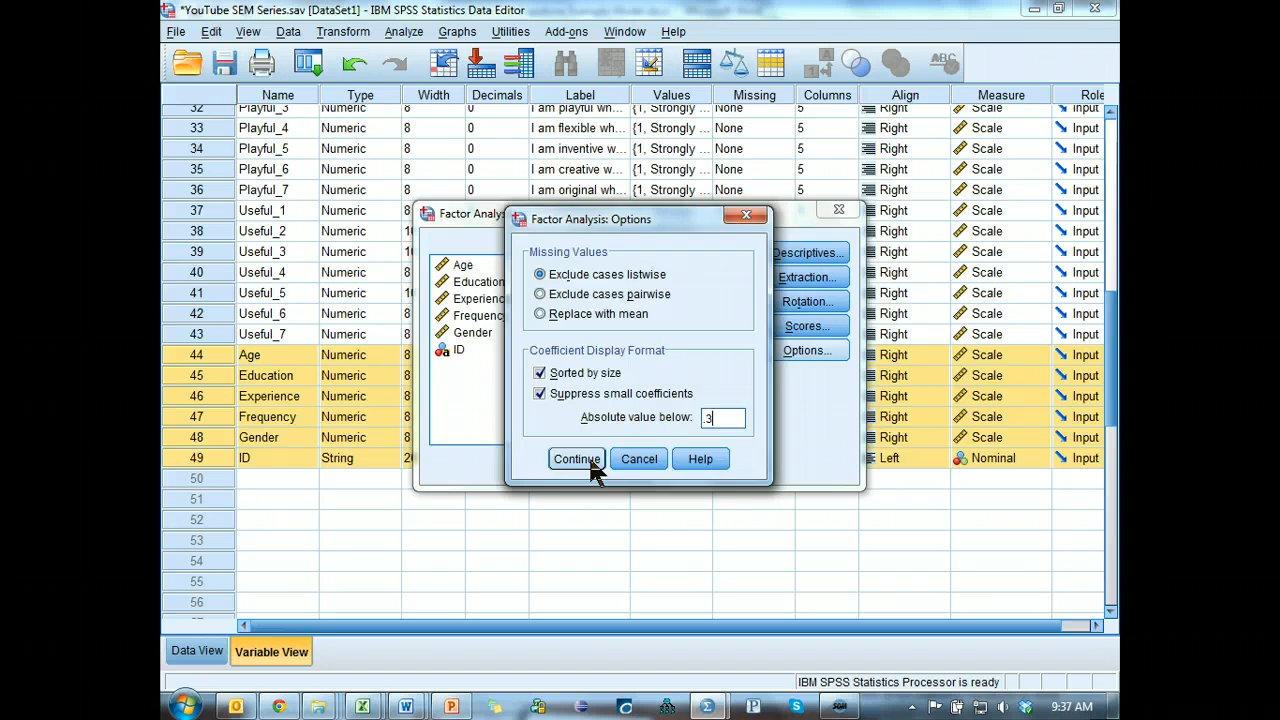 *YouTube SEM Series.sav [DataSet1] - IBM SPSS Statistics Data Editor
File Edit View Data Transform Analyze Graphs Utilities Add-ons Window Help
Name Type Width Decimals Label Values Missing Columns Align Measure Role
32 Playful_3 Numeric 8 0 I am playful wh... {1, Strongly ... None 5 Right Scale Input
33 Playful_4 Numeric 8 0 I am flexible wh... {1, Strongly ... None 5 Right Scale Input
34 Playful_5 Numeric 8 0 I am inventive w... {1, Strongly ... None 5 Right Scale Input
35 Playful_6 Numeric 8 0 I am creative w... {1, Strongly ... None 5 Right Scale Input
36 Playful_7 Numeric 8 0 I am original wh... {1, Strongly ... None 5 Right Scale Input
37 Useful_1 Numeric Right Scale Input
38 Useful_2 Numeric Right Scale Input
39 Useful_3 Numeric Right Scale Input
40 Useful_4 Numeric Right Scale Input
41 Useful_5 Numeric Right Scale Input
42 Useful_6 Numeric Right Scale Input
43 Useful_7 Numeric Right Scale Input
44 Age Numeric 8 Right Scale Input
45 Education Numeric 8 Right Scale Input
46 Experience Numeric 8 Right Scale Input
47 Frequency Numeric 8 Right Scale Input
48 Gender Numeric 8 Right Scale Input
49 ID String Left Nominal Input
50
51
52
53
54
55
56
Factor Analys
Age
Education
Experien
Frequenc
Gender
ID
Descriptives...
Extraction...
Rotation...
Scores...
Options...
Factor Analysis: Options
Missing Values
Exclude cases listwise
Exclude cases pairwise
Replace with mean
Coefficient Display Format
Sorted by size
Suppress small coefficients
Absolute value below: .3
Continue Cancel Help
Data View Variable View
IBM SPSS Statistics Processor is ready
9:37 AM